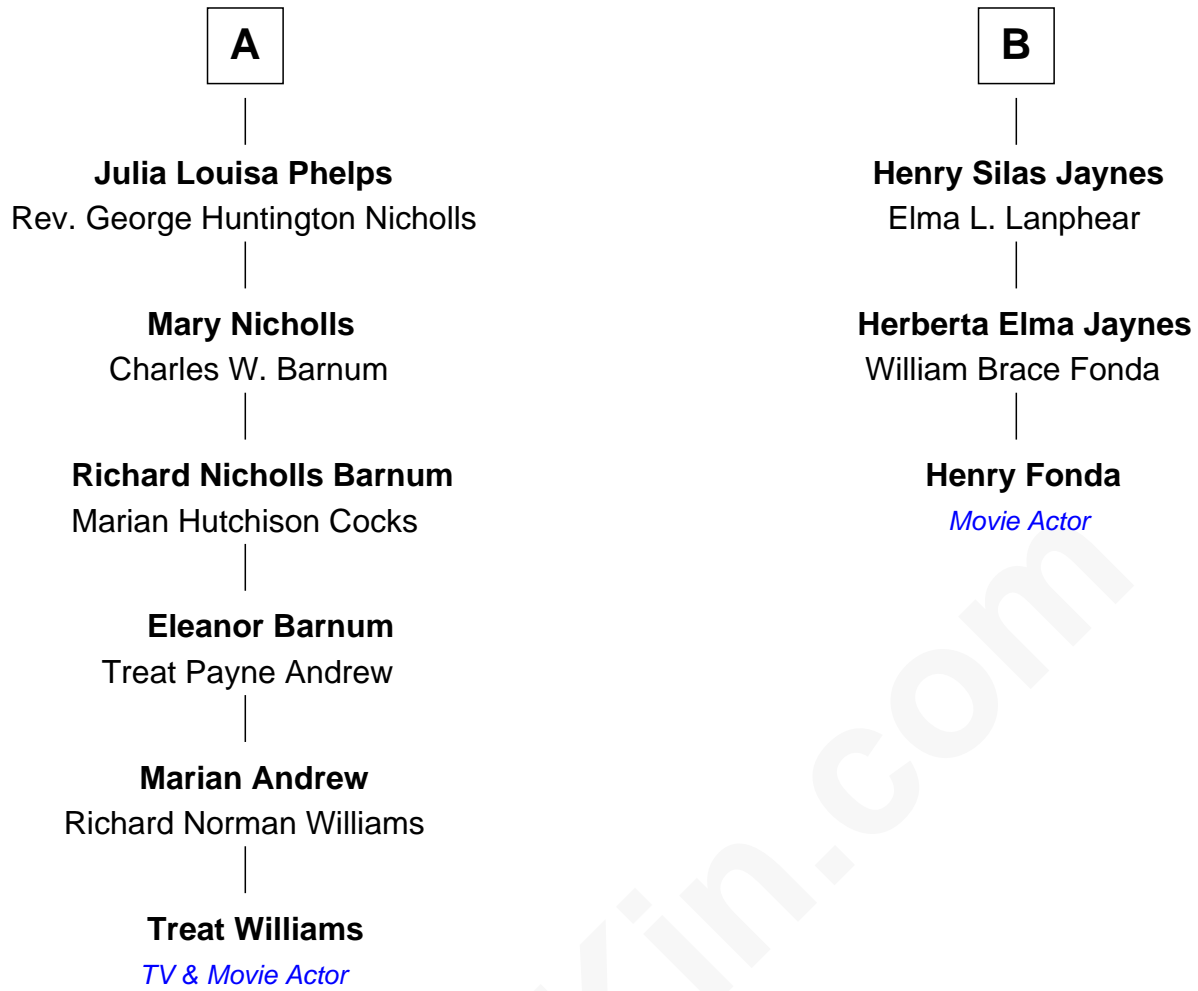 A
Julia Louisa Phelps
Rev. George Huntington Nicholls
Mary Nicholls
Charles W. Barnum
Richard Nicholls Barnum
Marian Hutchison Cocks
Eleanor Barnum
Treat Payne Andrew
Marian Andrew
Richard Norman Williams
Treat Williams
TV & Movie Actor
B
Henry Silas Jaynes
Elma L. Lanphear
Herberta Elma Jaynes
William Brace Fonda
Henry Fonda
Movie Actor
Kin.com